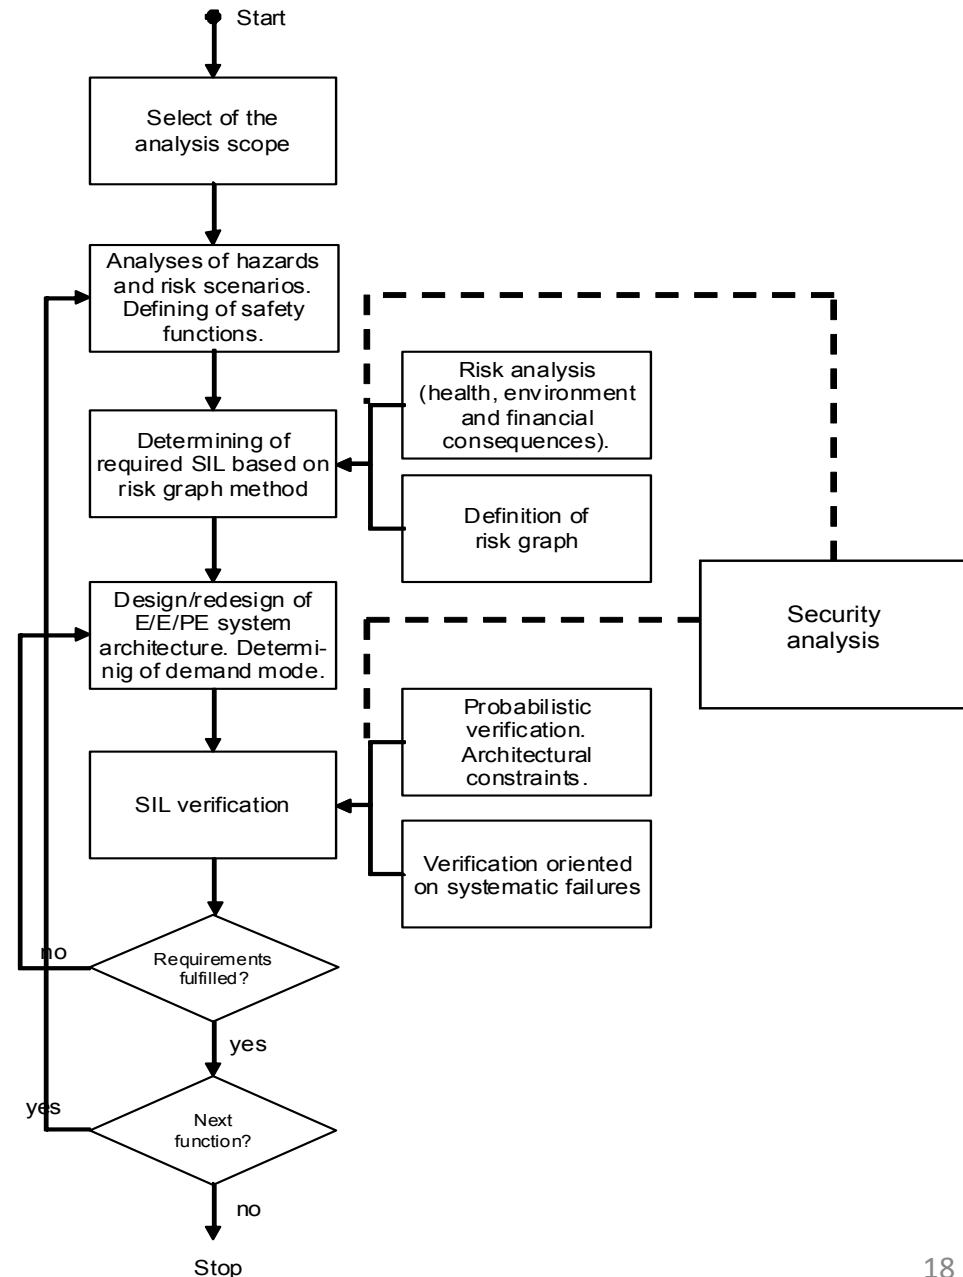 Start
Select of the
analysis scope
Analyses of hazards
and risk scenarios.
Defining of safety
functions.
Risk analysis
(health, environment
and financial
consequences).
Determining of
required SIL based on
risk graph method
Definition of
risk graph
Design/redesign of
E/E/PE system
architecture. Determi-
nig of demand mode.
Security
analysis
Probabilistic
verification.
Architectural
constraints.
SIL verification
Verification oriented
on systematic failures
no
Requirements
fulfilled?
yes
yes
Next
function?
no
Stop
18